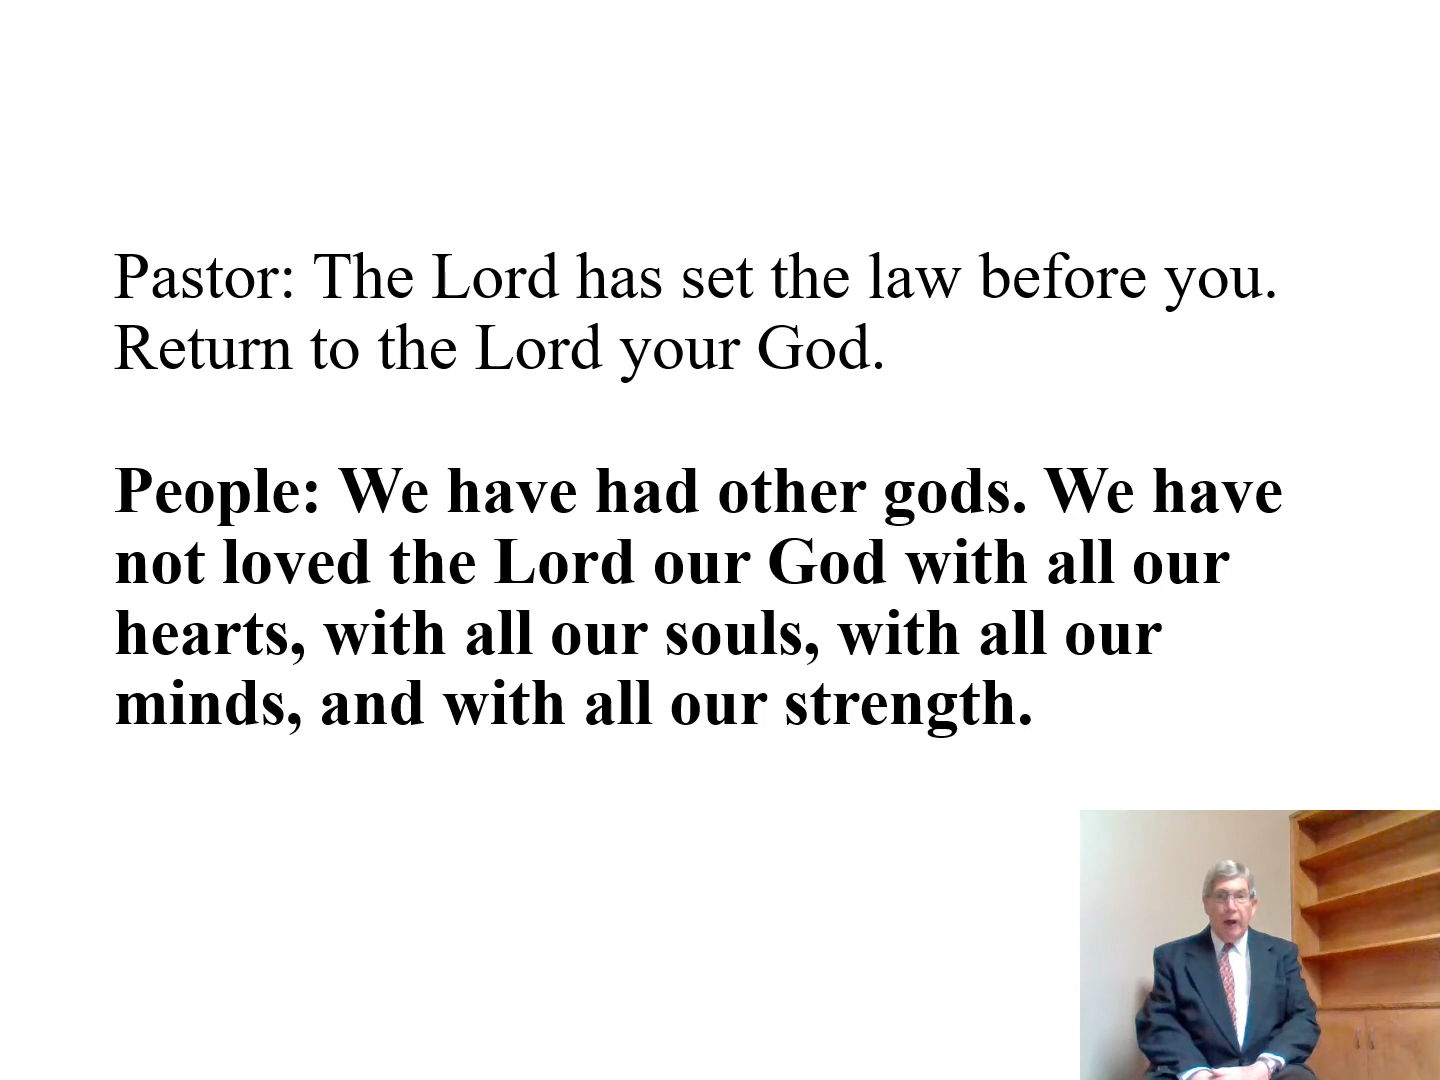 Pastor: The Lord has set the law before you.
Return to the Lord your God.
People: We have had other gods. We have
not loved the Lord our God with all our
hearts, with all our souls, with all our
minds, and with all our strength.